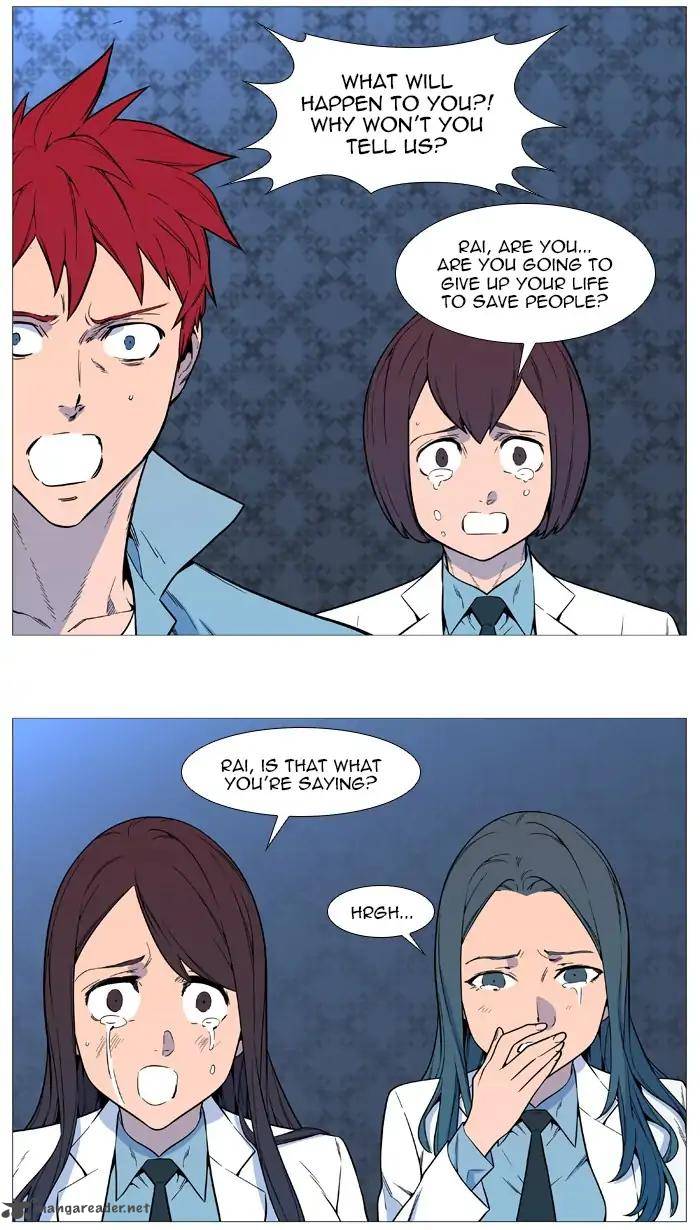 WHAT WILL
HAPPEN TO YOU?!
WHY WON'T YOU
TELL US?
RAI, ARE YOU...
ARE YOU GOING TO
GIVE UP YOUR LIFE
TO SAVE PEOPLE?
RAI, IS THAT WHAT
YOU'RE SAYING?
HRGH...
mangareader.net